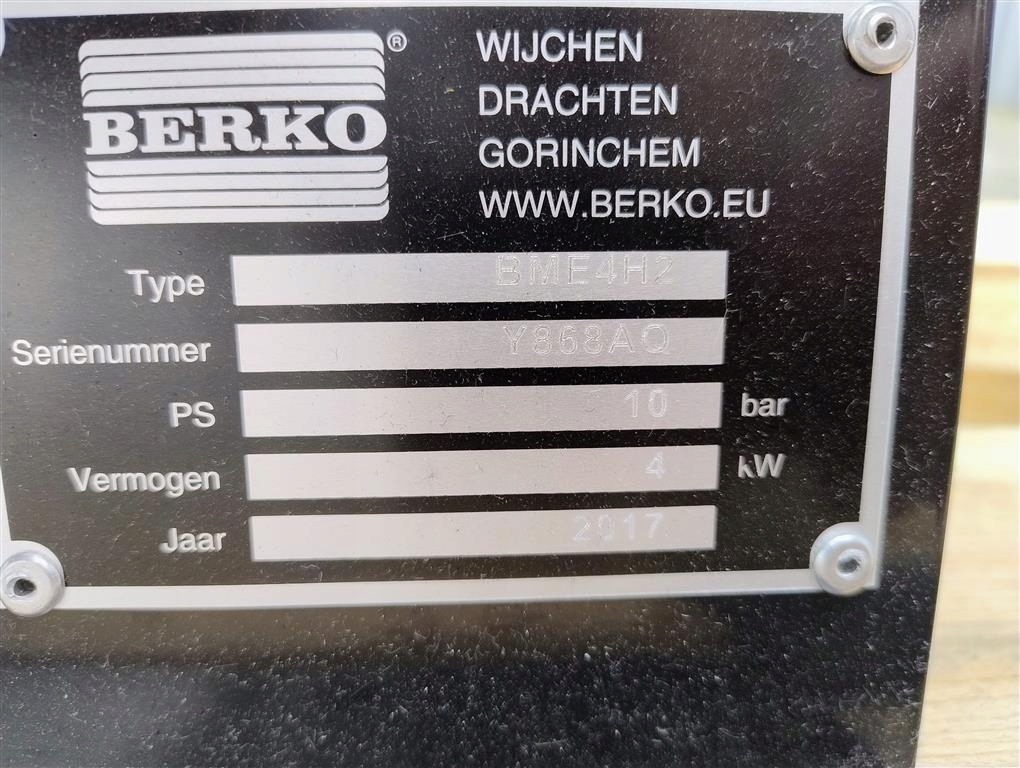 BERKO®
WIJCHEN
DRACHTEN
GORINCHEM
WWW.BERKO.EU
Type BME4H2
Serienummer Y868AQ
PS 10 bar
Vermogen 4 kW
Jaar 2017